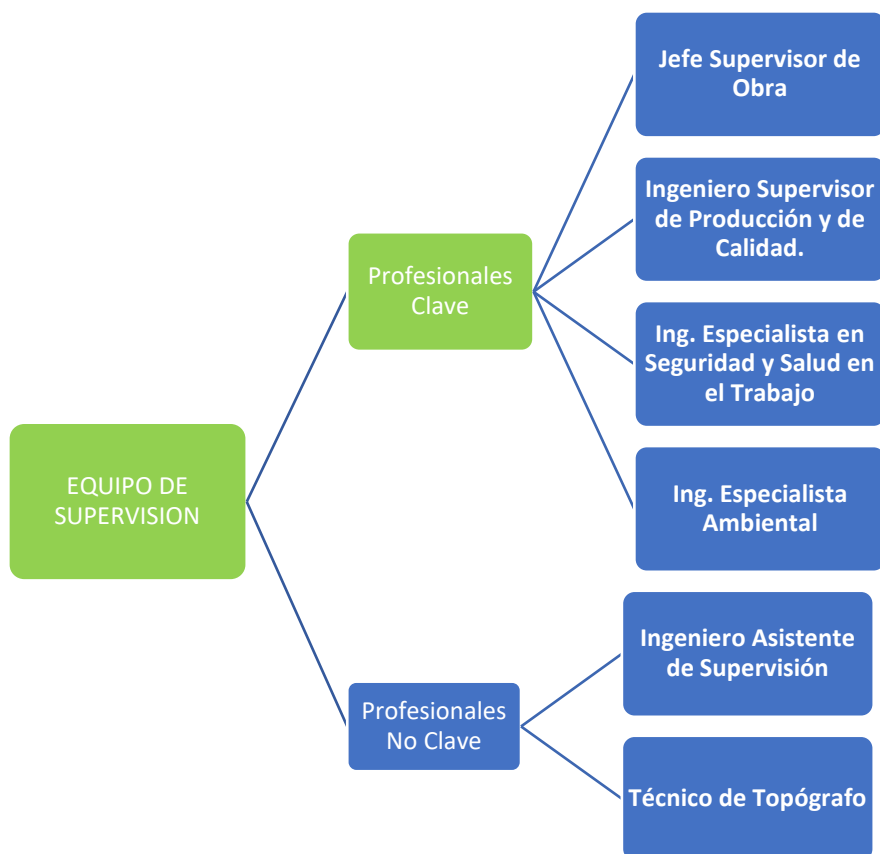 EQUIPO DE
SUPERVISION
Profesionales
Clave
Jefe Supervisor de
Obra
Ingeniero Supervisor
de Producción y de
Calidad.
Ing. Especialista en
Seguridad y Salud en
el Trabajo
Ing. Especialista
Ambiental
Profesionales
No Clave
Ingeniero Asistente
de Supervisión
Técnico de Topógrafo